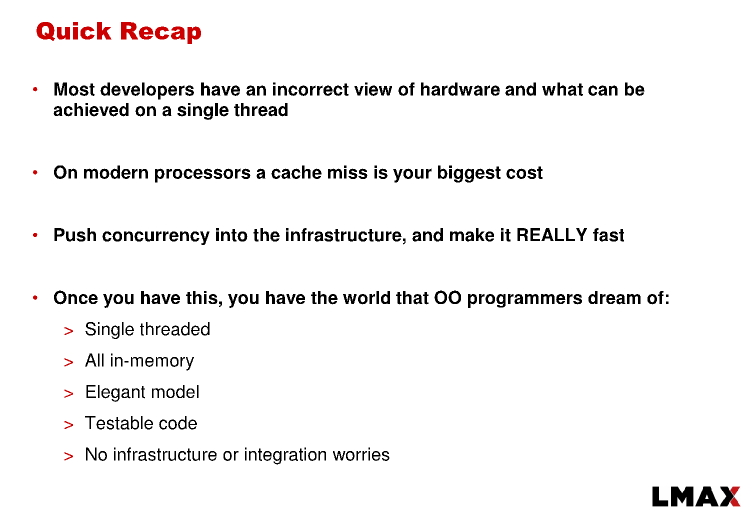 Quick Recap
• Most developers have an incorrect view of hardware and what can be
achieved on a single thread
• On modern processors a cache miss is your biggest cost
• Push concurrency into the infrastructure, and make it REALLY fast
• Once you have this, you have the world that OO programmers dream of:
> Single threaded
> All in-memory
> Elegant model
> Testable code
> No infrastructure or integration worries
LMAX